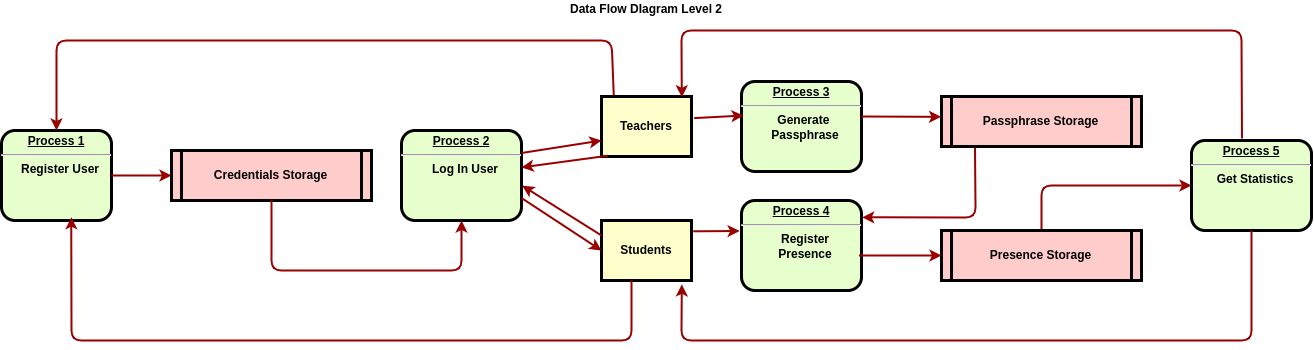 Data Flow DIagram Level 2
Process 1
Register User
Credentials Storage
Process 2
Log In User
Teachers
Students
Process 3
Generate
Passphrase
Process 4
Register
Presence
Passphrase Storage
Presence Storage
Process 5
Get Statistics